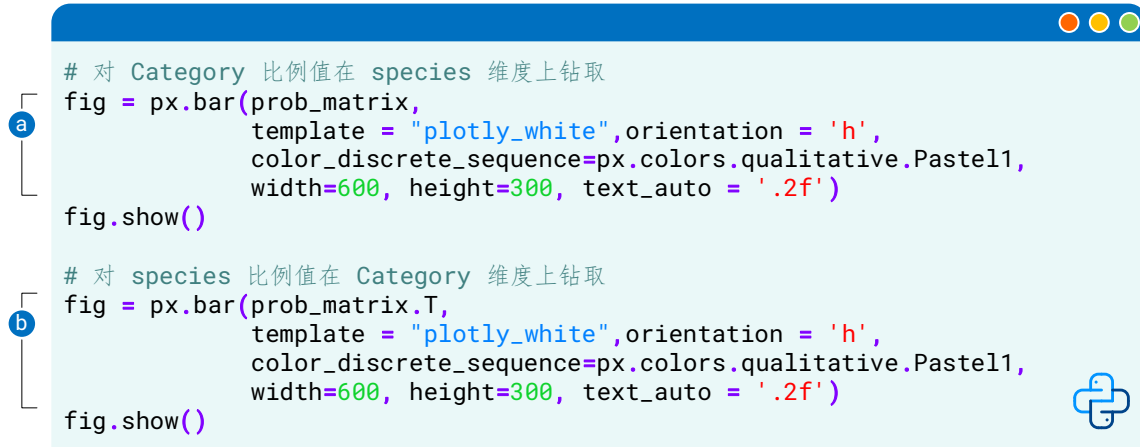 # 对 Category 比例值在 species 维度上钻取
a
fig = px.bar(prob_matrix,
template = "plotly_white",orientation = 'h',
color_discrete_sequence=px.colors.qualitative.Pastel1,
width=600, height=300, text_auto = '.2f')
fig.show()
# 对 species 比例值在 Category 维度上钻取
b
fig = px.bar(prob_matrix.T,
template = "plotly_white",orientation = 'h',
color_discrete_sequence=px.colors.qualitative.Pastel1,
width=600, height=300, text_auto = '.2f')
fig.show()